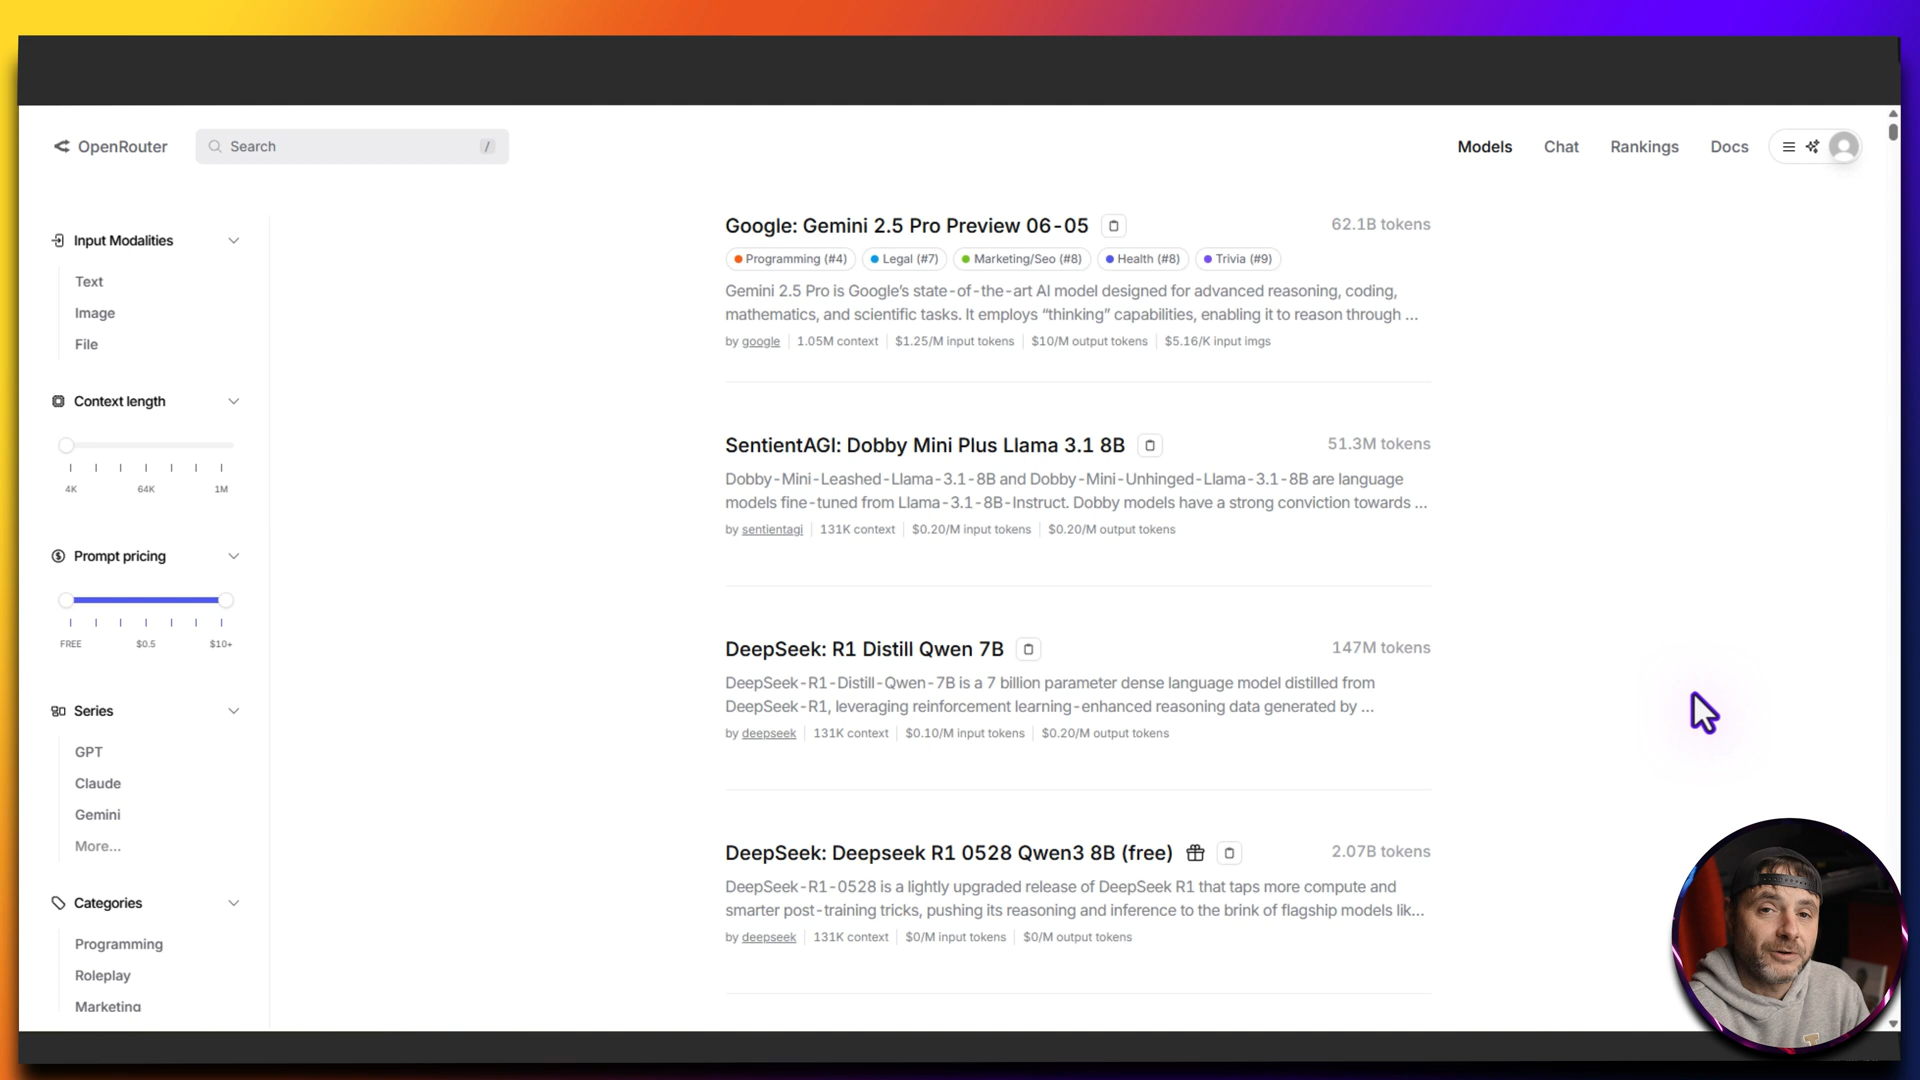 OpenRouter
Search
/
Models
Chat
Rankings
Docs
Input Modalities
Text
Image
File
Context length
4K 64K 1M
Prompt pricing
FREE $0.5 $10+
Series
GPT
Claude
Gemini
More...
Categories
Programming
Roleplay
Marketing
Google: Gemini 2.5 Pro Preview 06-05
62.1B tokens
Programming (#4) Legal (#7) Marketing/Seo (#8) Health (#8) Trivia (#9)
Gemini 2.5 Pro is Google’s state-of-the-art AI model designed for advanced reasoning, coding,
mathematics, and scientific tasks. It employs “thinking” capabilities, enabling it to reason through ...
by google 1.05M context $1.25/M input tokens $10/M output tokens $5.16/K input imgs
SentientAGI: Dobby Mini Plus Llama 3.1 8B
51.3M tokens
Dobby-Mini-Leashed-Llama-3.1-8B and Dobby-Mini-Unhinged-Llama-3.1-8B are language
models fine-tuned from Llama-3.1-8B-Instruct. Dobby models have a strong conviction towards ...
by sentientagi 131K context $0.20/M input tokens $0.20/M output tokens
DeepSeek: R1 Distill Qwen 7B
147M tokens
DeepSeek-R1-Distill-Qwen-7B is a 7 billion parameter dense language model distilled from
DeepSeek-R1, leveraging reinforcement learning-enhanced reasoning data generated by ...
by deepseek 131K context $0.10/M input tokens $0.20/M output tokens
DeepSeek: Deepseek R1 0528 Qwen3 8B (free)
2.07B tokens
DeepSeek-R1-0528 is a lightly upgraded release of DeepSeek R1 that taps more compute and
smarter post-training tricks, pushing its reasoning and inference to the brink of flagship models lik...
by deepseek 131K context $0/M input tokens $0/M output tokens